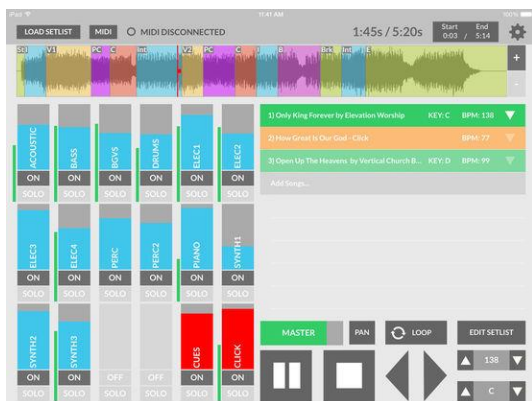 iPad
11:41 AM
100%
LOAD SETLIST
MIDI
MIDI DISCONNECTED
1:45s / 5:20s
Start End
0:03 / 5:14
St1 V1 PC C Int V2 PC C I B Brk Int E
+
-
ACOUSTIC BASS BGVS DRUMS ELEC1 ELEC2
ON ON ON ON ON ON
SOLO SOLO SOLO SOLO SOLO SOLO
1) Only King Forever by Elevation Worship KEY: C BPM: 138
2) How Great Is Our God - Click BPM: 77
3) Open Up The Heavens by Vertical Church B... KEY: D BPM: 99
Add Songs...
ELEC3 ELEC4 PERC PERC2 PIANO SYNTH1
ON ON ON ON ON ON
SOLO SOLO SOLO SOLO SOLO SOLO
SYNTH2 SYNTH3 CUES CLICK
ON ON OFF OFF ON ON
SOLO SOLO SOLO SOLO SOLO SOLO
MASTER
PAN
LOOP
EDIT SETLIST
138
C